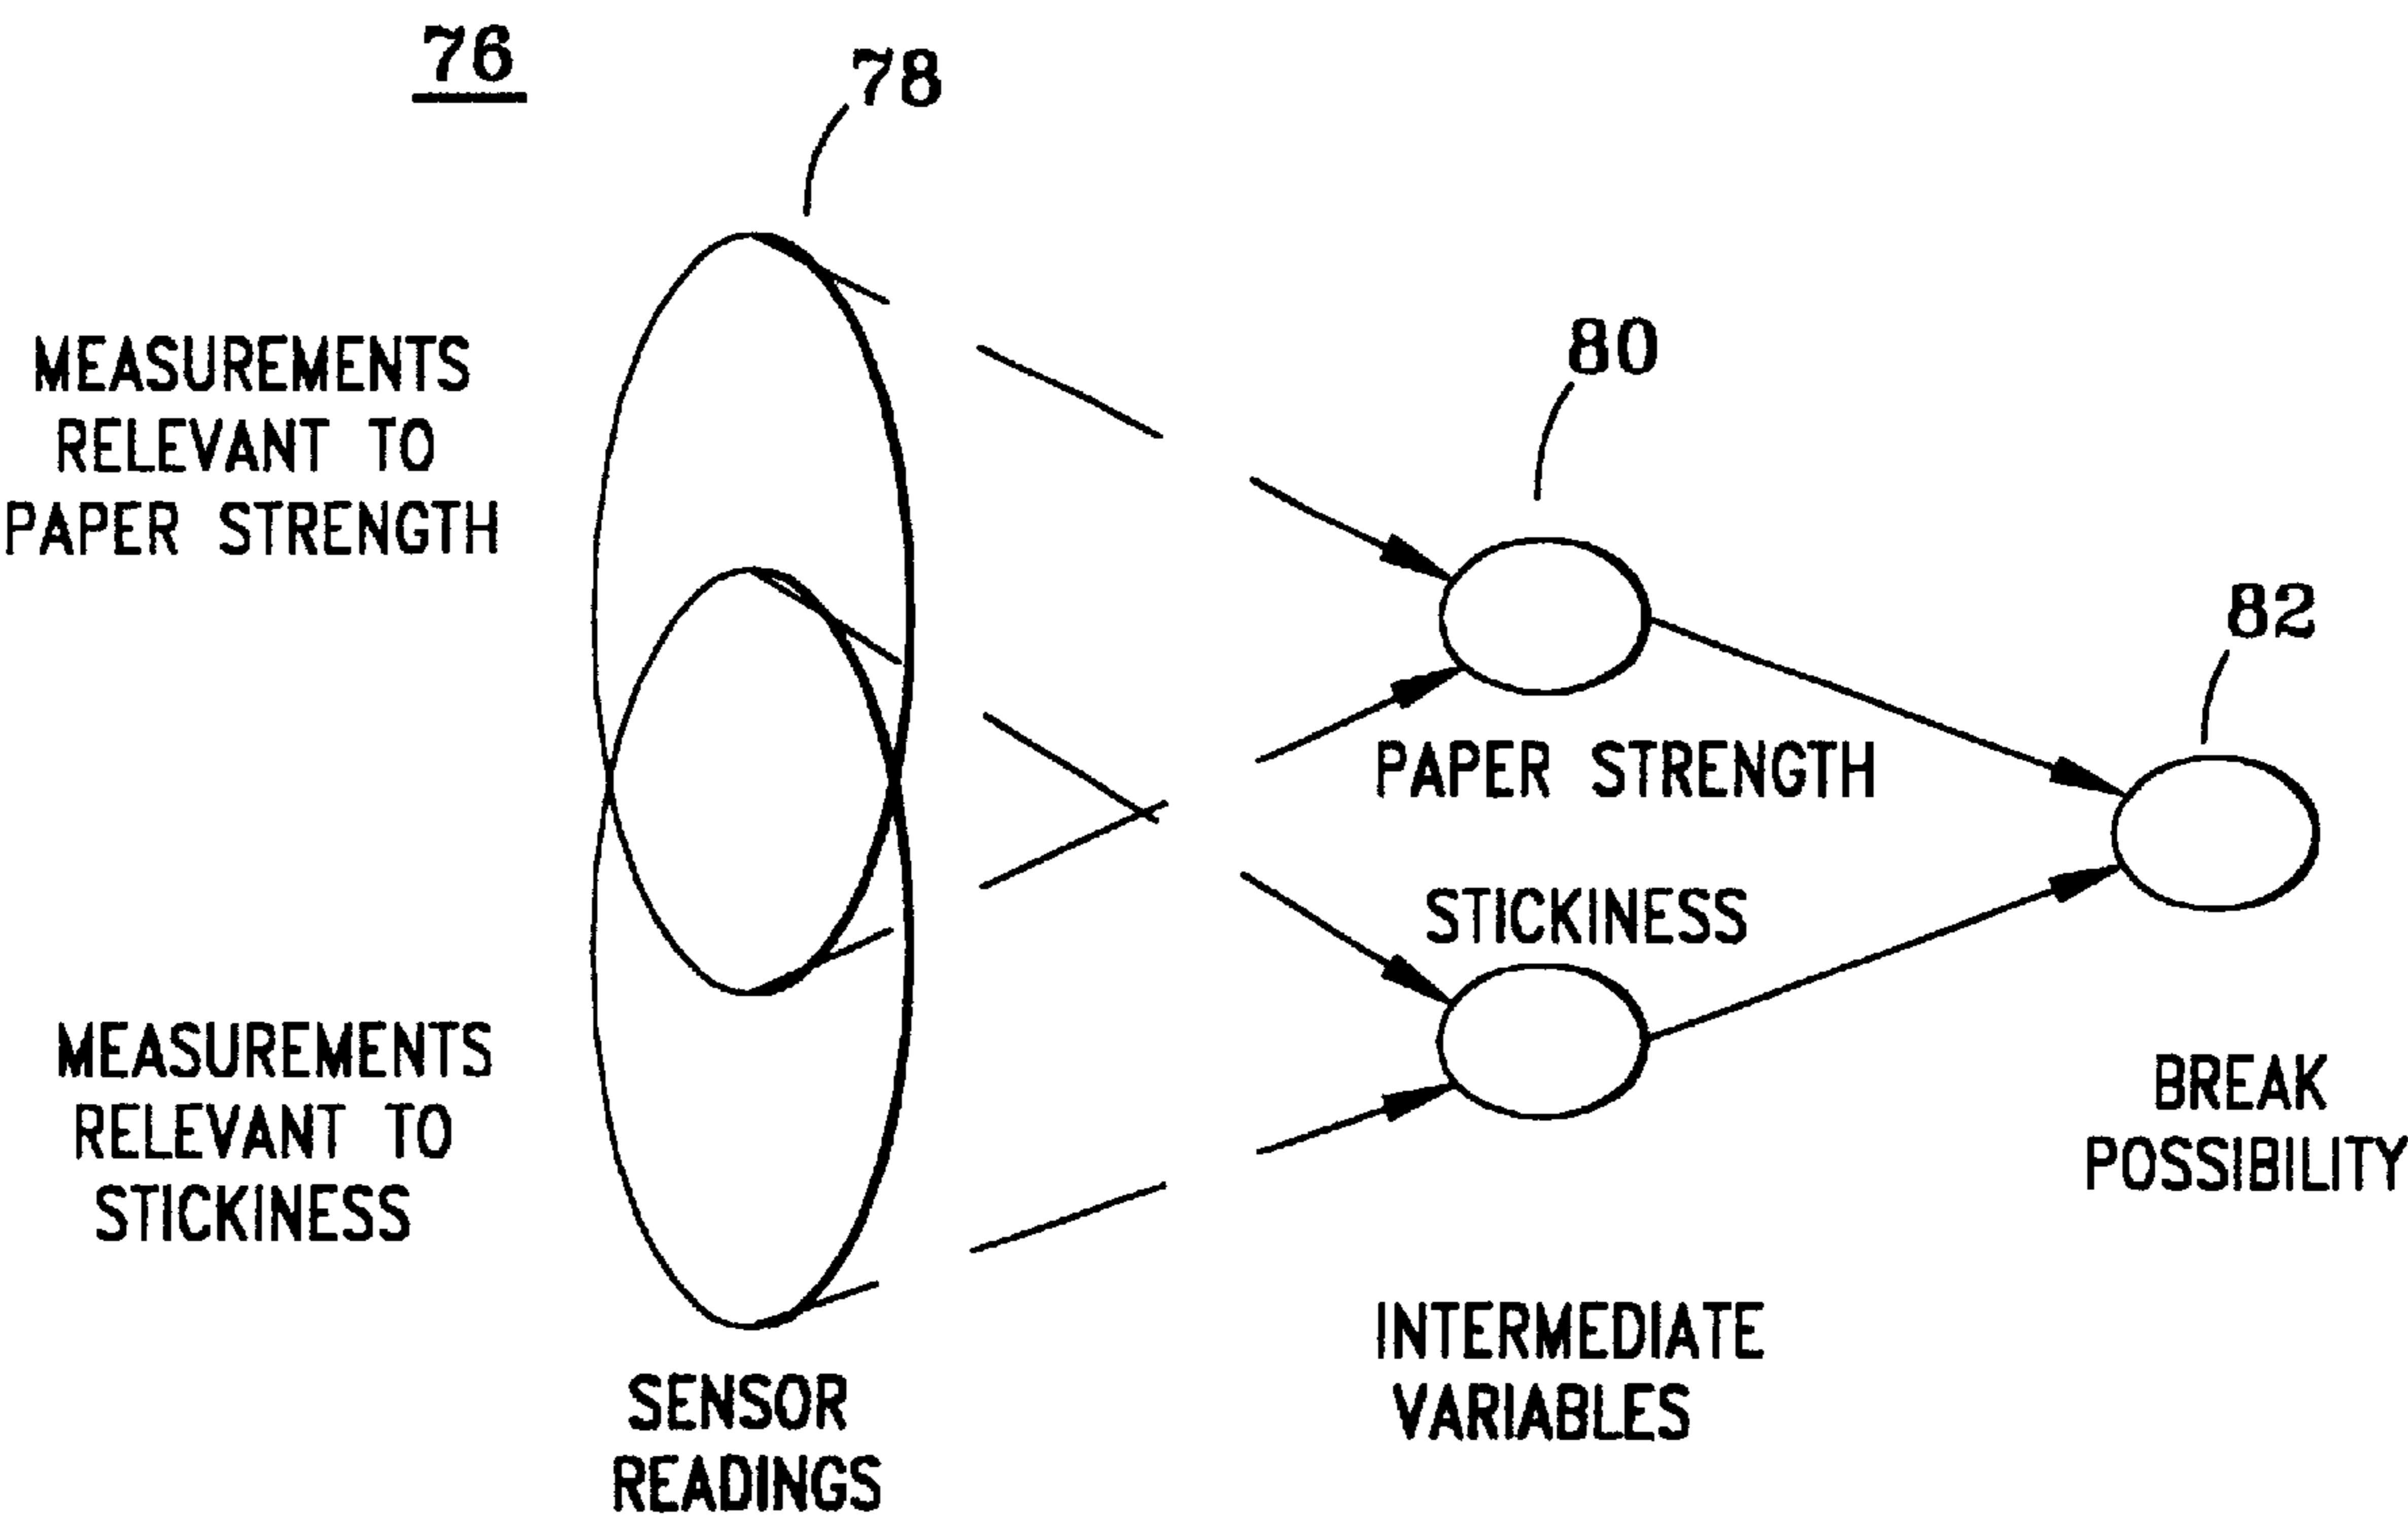 76
78
MEASUREMENTS
RELEVANT TO
PAPER STRENGTH
80
82
PAPER STRENGTH
STICKINESS
MEASUREMENTS
RELEVANT TO
STICKINESS
BREAK
POSSIBILITY
INTERMEDIATE
VARIABLES
SENSOR
READINGS